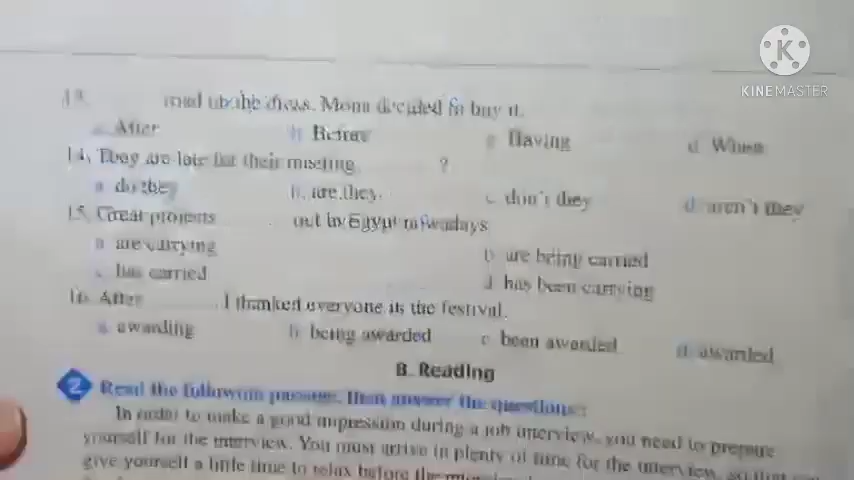 KINEMASTER
13. the dress. Mona decided to buy it.
a. After b. Before c. Having d. When
14. They are late for their meeting ?
a. do they b. are they c. don't they d. aren't they
15. Great projects out in Egypt nowadays
a. are carrying b. are being carried
c. has carried d. has been carrying
16. After I thanked everyone in the festival.
a. awarding b. being awarded c. been awarded d. awarded
B. Reading
2 Read the following passage, then answer the questions:
In order to make a good impression during a job interview, you need to prepare
yourself for the interview. You must arrive in plenty of time for the interview, so that
give yourself a little time to relax before the